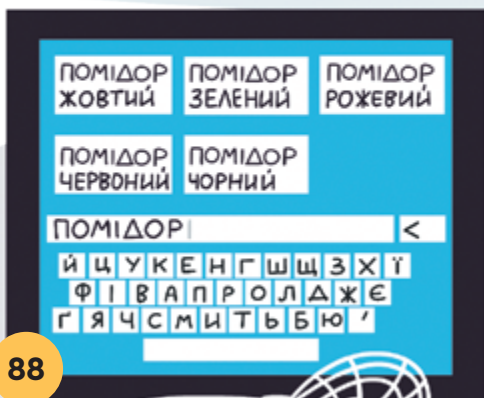 ПОМІДОР ЖОВТИЙ
ПОМІДОР ЗЕЛЕНИЙ
ПОМІДОР РОЖЕВИЙ
ПОМІДОР ЧЕРВОНИЙ
ПОМІДОР ЧОРНИЙ
ПОМІДОР <
Й Ц У К Е Н Г Ш Щ З Х Ї
Ф І В А П Р О Л Д Ж Є
Ґ Я Ч С М И Т Ь Б Ю ʼ
88